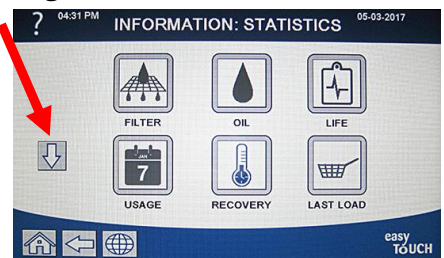 ? 04:31 PM INFORMATION: STATISTICS 05-03-2017
FILTER OIL LIFE
JAN
7
USAGE RECOVERY LAST LOAD
easy
TOUCH